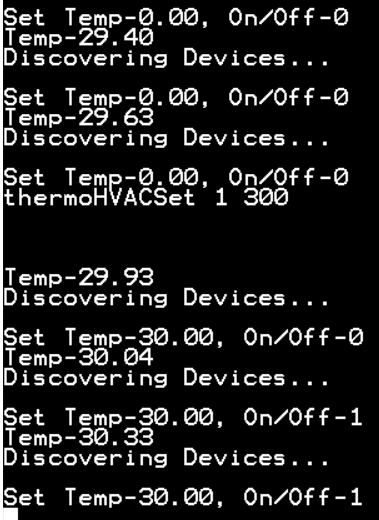 Set Temp-0.00, On/Off-0
Temp-29.40
Discovering Devices...
Set Temp-0.00, On/Off-0
Temp-29.63
Discovering Devices...
Set Temp-0.00, On/Off-0
thermoHVACSet 1 300
Temp-29.93
Discovering Devices...
Set Temp-30.00, On/Off-0
Temp-30.04
Discovering Devices...
Set Temp-30.00, On/Off-1
Temp-30.33
Discovering Devices...
Set Temp-30.00, On/Off-1